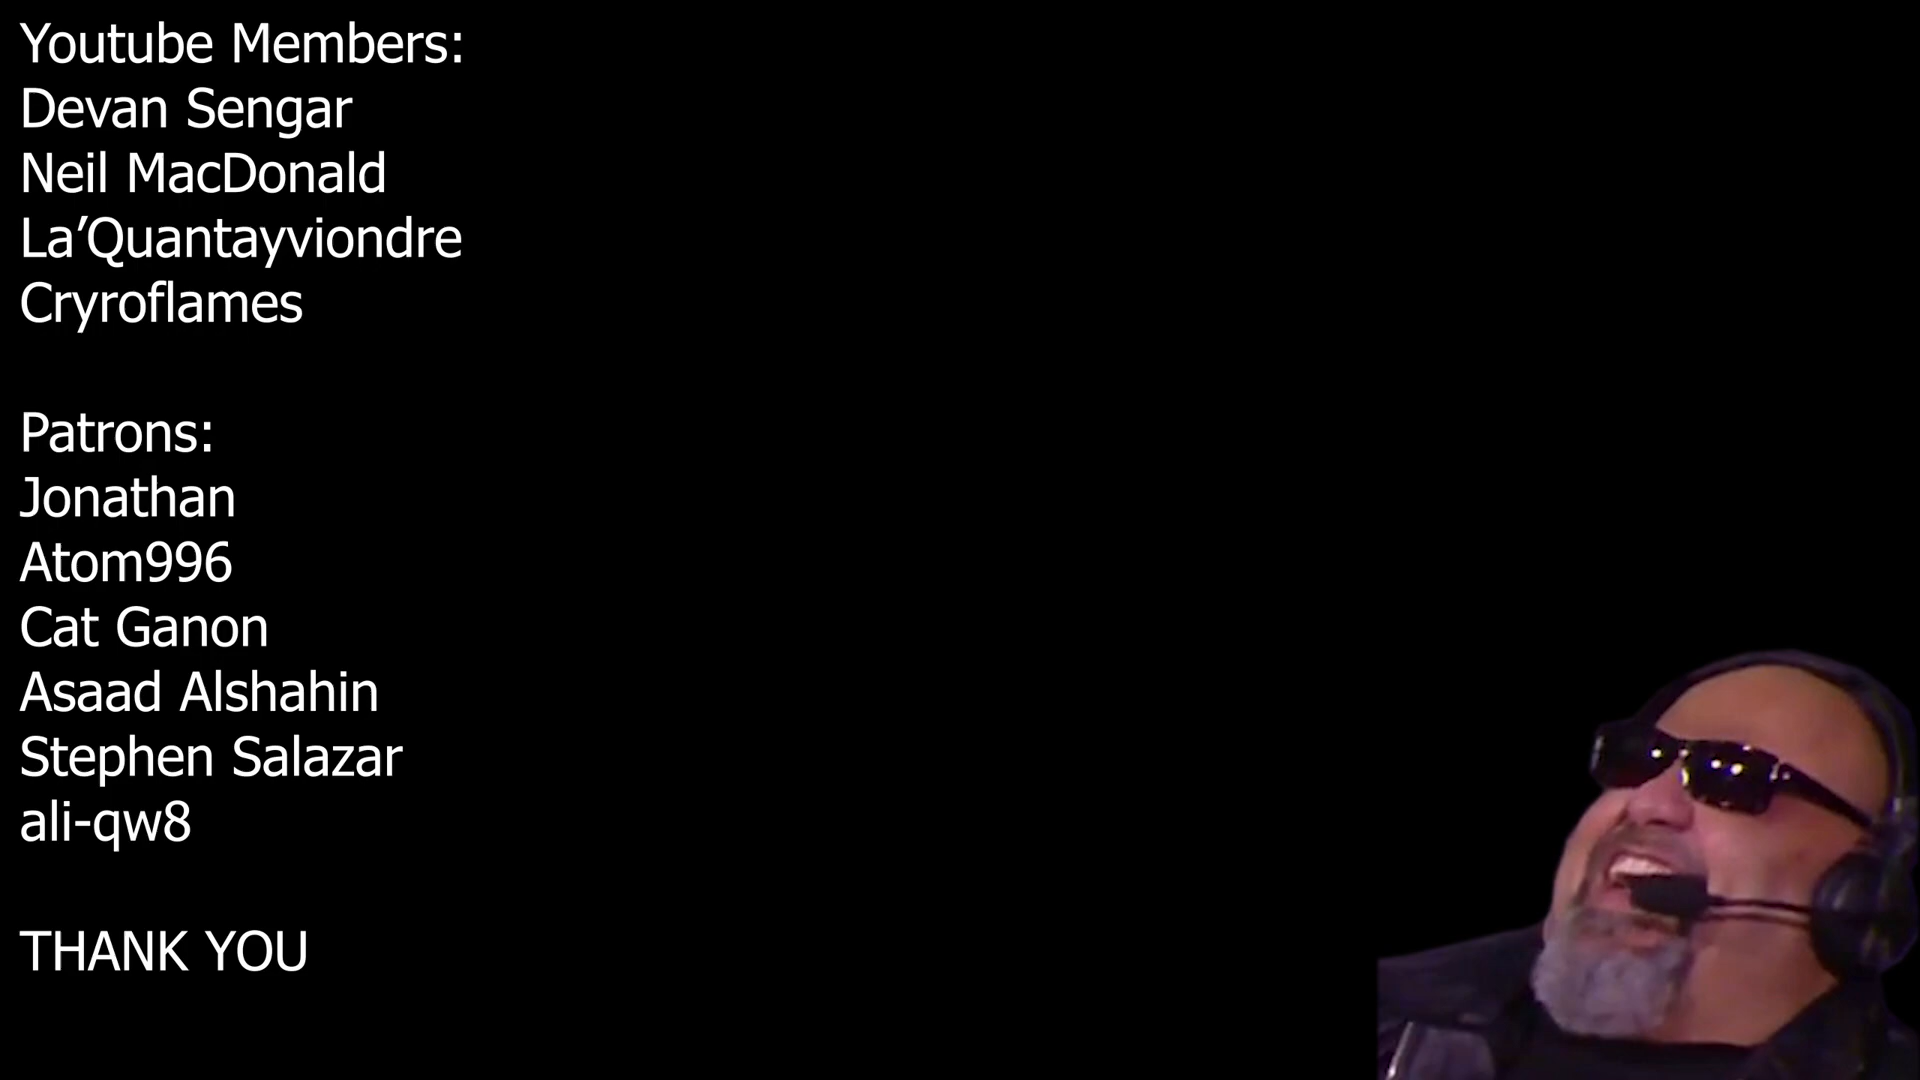 Youtube Members:
Devan Sengar
Neil MacDonald
La’Quantayviondre
Cryroflames
Patrons:
Jonathan
Atom996
Cat Ganon
Asaad Alshahin
Stephen Salazar
ali-qw8
THANK YOU